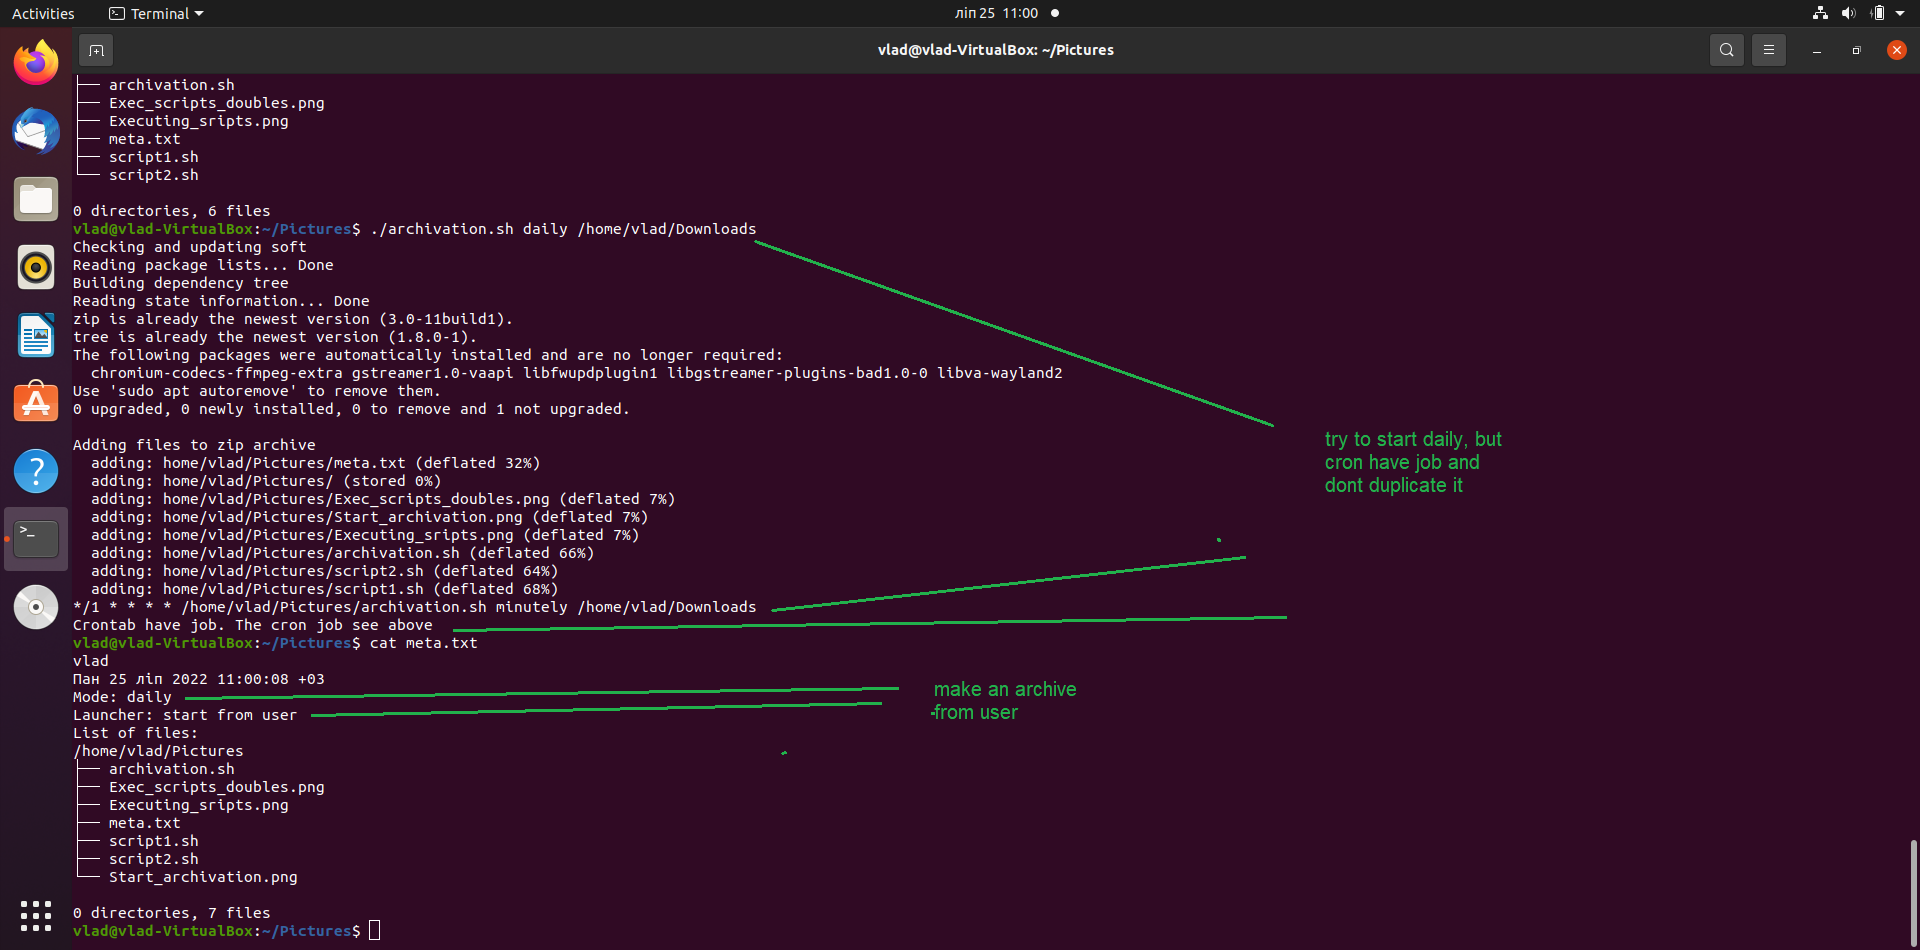 Activities
Terminal
ліп 25 11:00
vlad@vlad-VirtualBox: ~/Pictures
├── archivation.sh
├── Exec_scripts_doubles.png
├── Executing_sripts.png
├── meta.txt
├── script1.sh
└── script2.sh
0 directories, 6 files
vlad@vlad-VirtualBox:~/Pictures$ ./archivation.sh daily /home/vlad/Downloads
Checking and updating soft
Reading package lists... Done
Building dependency tree
Reading state information... Done
zip is already the newest version (3.0-11build1).
tree is already the newest version (1.8.0-1).
The following packages were automatically installed and are no longer required:
  chromium-codecs-ffmpeg-extra gstreamer1.0-vaapi libfwupdplugin1 libgstreamer-plugins-bad1.0-0 libva-wayland2
Use 'sudo apt autoremove' to remove them.
0 upgraded, 0 newly installed, 0 to remove and 1 not upgraded.
Adding files to zip archive
  adding: home/vlad/Pictures/meta.txt (deflated 32%)
  adding: home/vlad/Pictures/ (stored 0%)
  adding: home/vlad/Pictures/Exec_scripts_doubles.png (deflated 7%)
  adding: home/vlad/Pictures/Start_archivation.png (deflated 7%)
  adding: home/vlad/Pictures/Executing_sripts.png (deflated 7%)
  adding: home/vlad/Pictures/archivation.sh (deflated 66%)
  adding: home/vlad/Pictures/script2.sh (deflated 64%)
  adding: home/vlad/Pictures/script1.sh (deflated 68%)
*/1 * * * * /home/vlad/Pictures/archivation.sh minutely /home/vlad/Downloads
Crontab have job. The cron job see above
vlad@vlad-VirtualBox:~/Pictures$ cat meta.txt
vlad
Пан 25 ліп 2022 11:00:08 +03
Mode: daily
Launcher: start from user
List of files:
/home/vlad/Pictures
├── archivation.sh
├── Exec_scripts_doubles.png
├── Executing_sripts.png
├── meta.txt
├── script1.sh
├── script2.sh
└── Start_archivation.png
0 directories, 7 files
vlad@vlad-VirtualBox:~/Pictures$
try to start daily, but
cron have job and
dont duplicate it
make an archive
from user